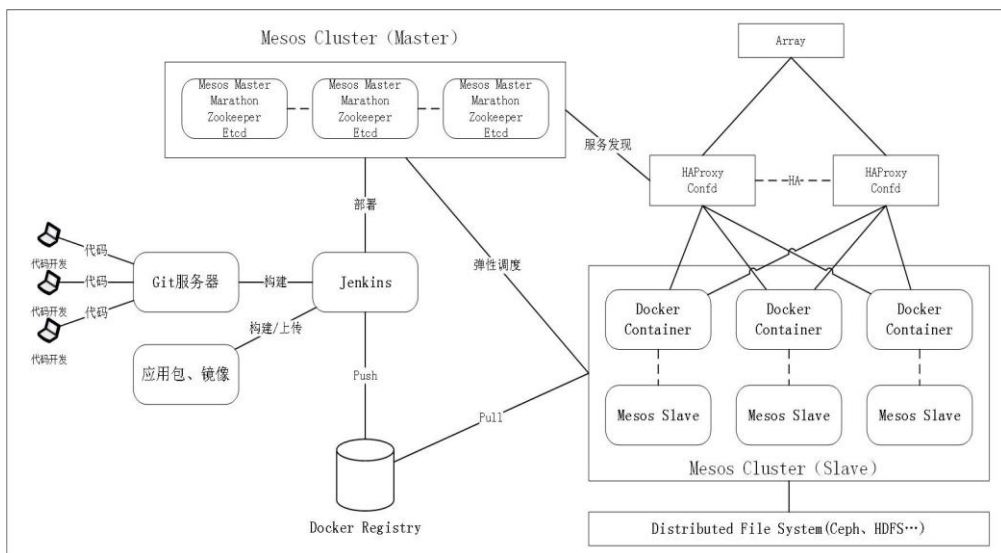 Mesos Cluster（Master）
Array
Mesos Master
Marathon
Zookeeper
Etcd
Mesos Master
Marathon
Zookeeper
Etcd
Mesos Master
Marathon
Zookeeper
Etcd
服务发现
HAProxy
Confd
HA
HAProxy
Confd
部署
弹性调度
代码
代码开发
代码
代码开发
代码
代码开发
Git服务器
构建
Jenkins
构建/上传
应用包、镜像
Push
Pull
Docker Registry
Docker
Container
Docker
Container
Docker
Container
Mesos Slave
Mesos Slave
Mesos Slave
Mesos Cluster（Slave）
Distributed File System(Ceph、HDFS…)